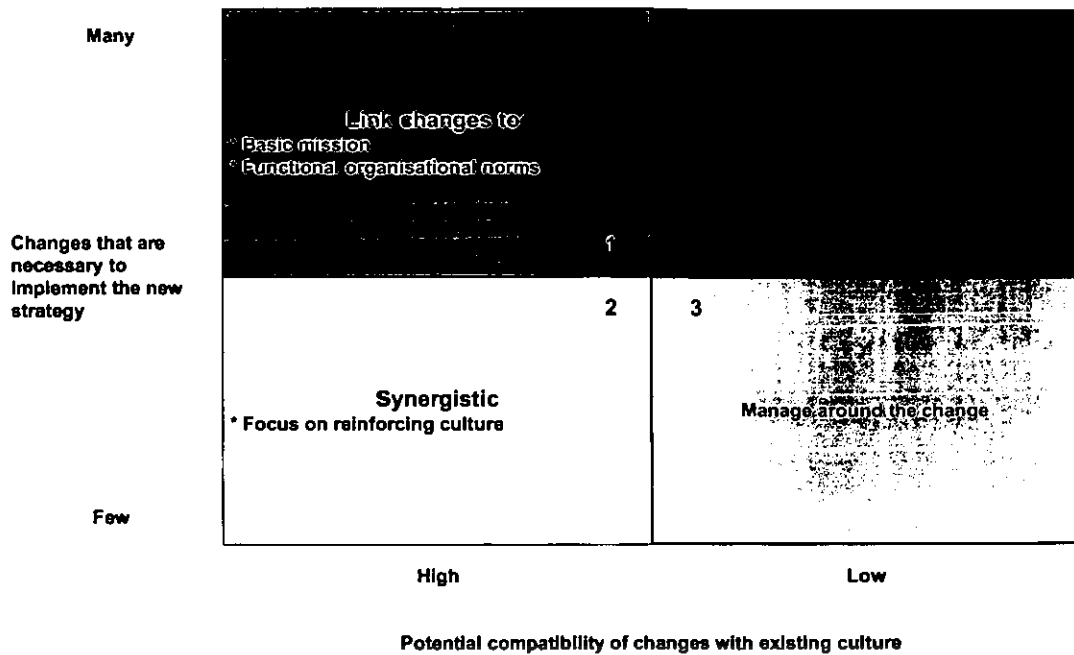 Many
Link changes to
° Basic mission
° Functional organisational norms
Changes that are
necessary to
implement the new
strategy
1
2
3
Synergistic
* Focus on reinforcing culture
Manage around the change
Few
High
Low
Potential compatibility of changes with existing culture